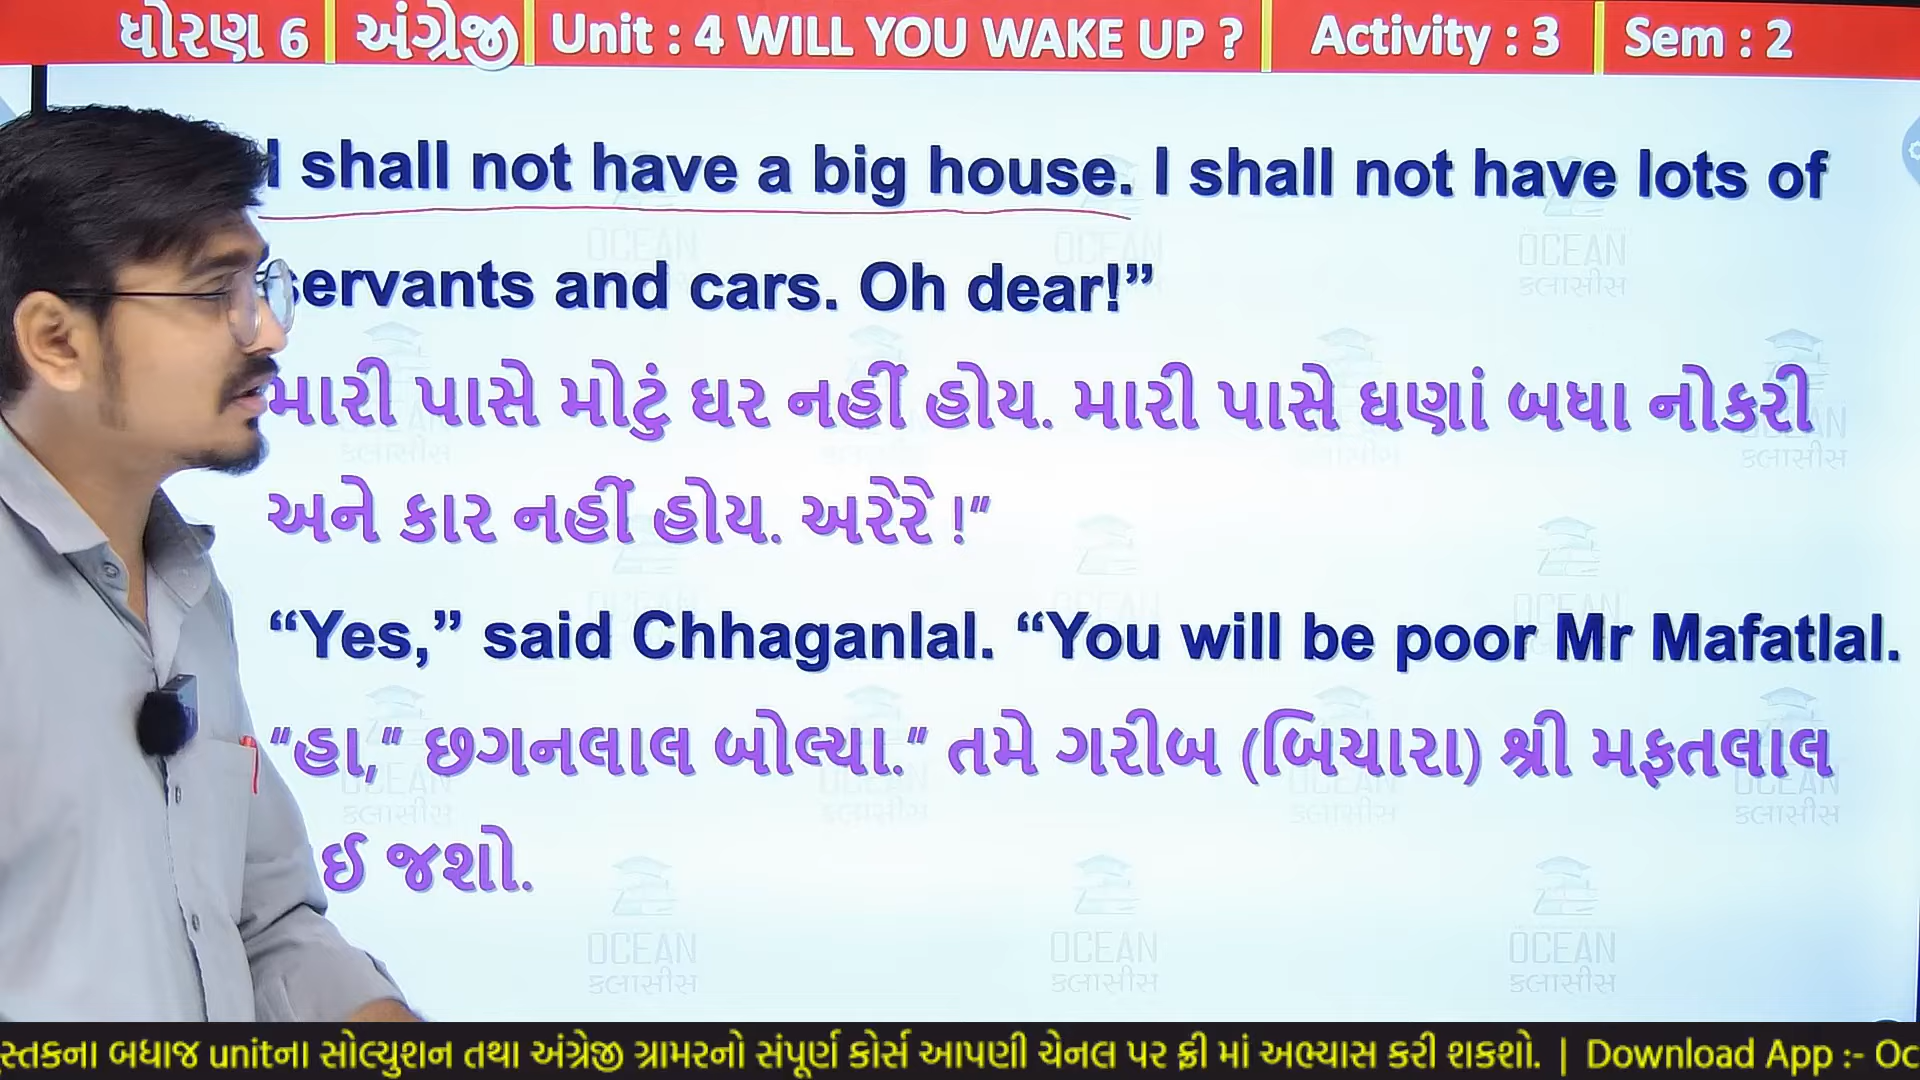 ધોરણ 6 અંગ્રેજી Unit : 4 WILL YOU WAKE UP ? Activity : 3 Sem : 2
I shall not have a big house. I shall not have lots of
servants and cars. Oh dear!”
મારી પાસે મોટું ઘર નહીં હોય. મારી પાસે ઘણાં બધા નોકરી
અને કાર નહીં હોય. અરેરે !”
“Yes,” said Chhaganlal. “You will be poor Mr Mafatlal.
“હા,” છગનલાલ બોલ્યા.” તમે ગરીબ (બિચારા) શ્રી મફતલાલ
ઈ જશો.
OCEAN
કલાસીસ
સ્તકના બધાજ unitના સોલ્યુશન તથા અંગ્રેજી ગ્રામરનો સંપૂર્ણ કોર્સ આપણી ચેનલ પર ફ્રી માં અભ્યાસ કરી શકશો. | Download App :- Oc